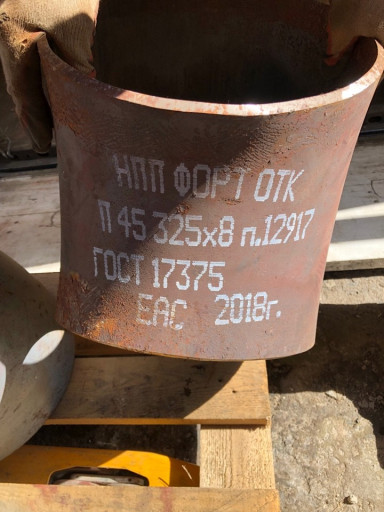 НПП ФОРТ ОТК
П 45 325х8 п.12917
ГОСТ 17375
ЕАС 2018г.